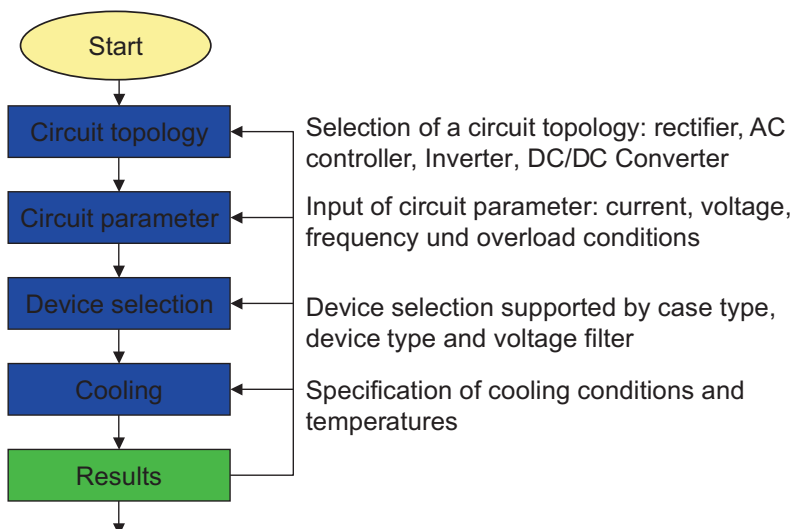 Start
Circuit topology
Selection of a circuit topology: rectifier, AC
controller, Inverter, DC/DC Converter
Circuit parameter
Input of circuit parameter: current, voltage,
frequency und overload conditions
Device selection
Device selection supported by case type,
device type and voltage filter
Cooling
Specification of cooling conditions and
temperatures
Results